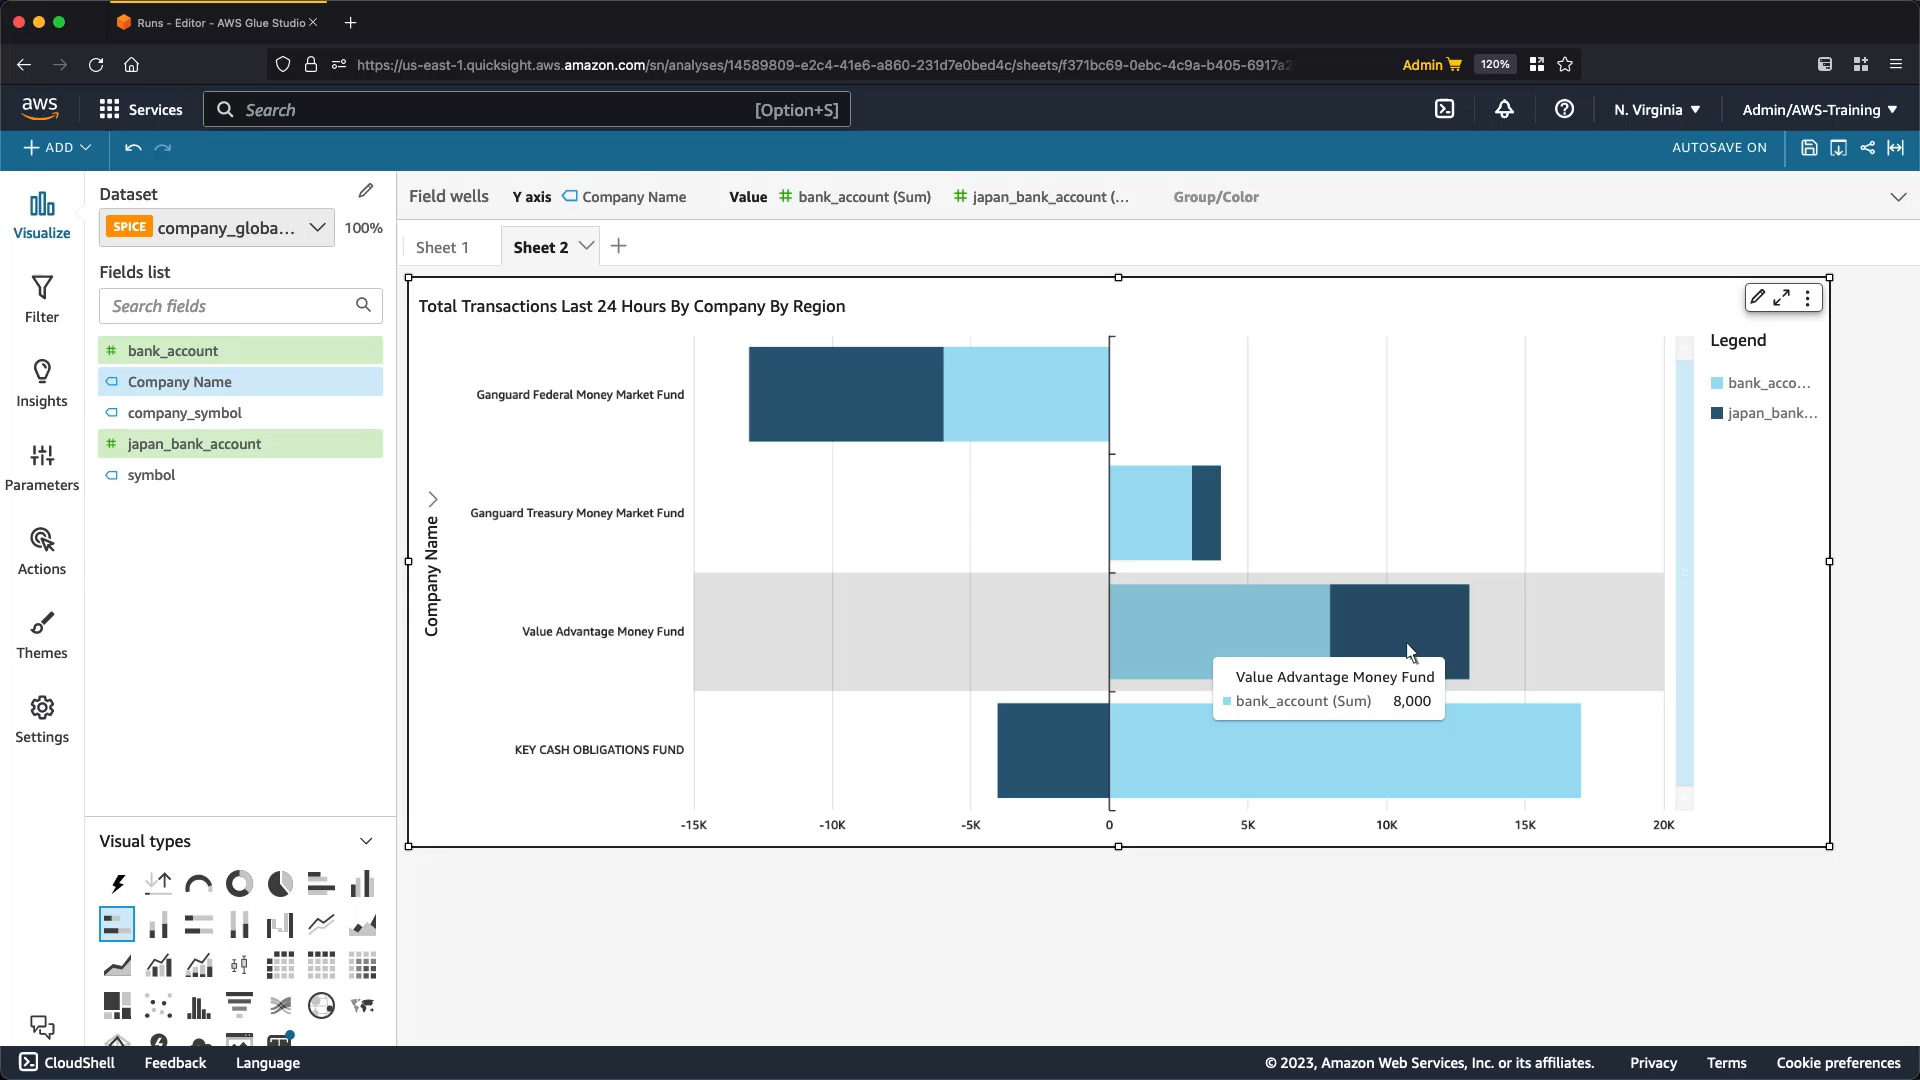 Runs - Editor - AWS Glue Studio
https://us-east-1.quicksight.aws.amazon.com/sn/analyses/14589809-e2c4-41e6-a860-231d7e0bed4c/sheets/f371bc69-0ebc-4c9a-b405-6917a2
Admin
120%
aws
Services
Search
[Option+S]
N. Virginia
Admin/AWS-Training
ADD
AUTOSAVE ON
Visualize
Filter
Insights
Parameters
Actions
Themes
Settings
Dataset
SPICE company_globa...
100%
Fields list
Search fields
bank_account
Company Name
company_symbol
japan_bank_account
symbol
Visual types
Field wells
Y axis Company Name
Value # bank_account (Sum) # japan_bank_account (...
Group/Color
Sheet 1
Sheet 2
Total Transactions Last 24 Hours By Company By Region
Company Name
Ganguard Federal Money Market Fund
Ganguard Treasury Money Market Fund
Value Advantage Money Fund
KEY CASH OBLIGATIONS FUND
-15K
-10K
-5K
0
5K
10K
15K
20K
Value Advantage Money Fund
bank_account (Sum) 8,000
Legend
bank_acco...
japan_bank...
CloudShell
Feedback
Language
© 2023, Amazon Web Services, Inc. or its affiliates.
Privacy
Terms
Cookie preferences